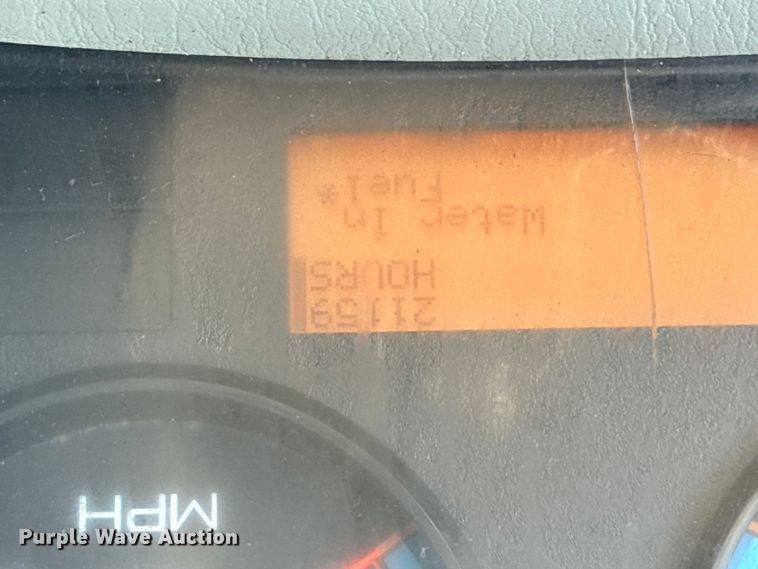 MPH
21159
HOURS
Water in
Fuel*
Purple Wave Auction